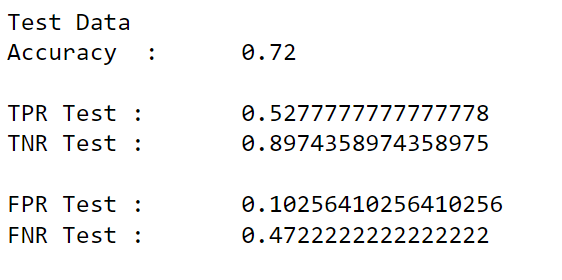 Test Data
Accuracy  :      0.72
TPR Test :       0.5277777777777778
TNR Test :       0.8974358974358975
FPR Test :       0.10256410256410256
FNR Test :       0.4722222222222222